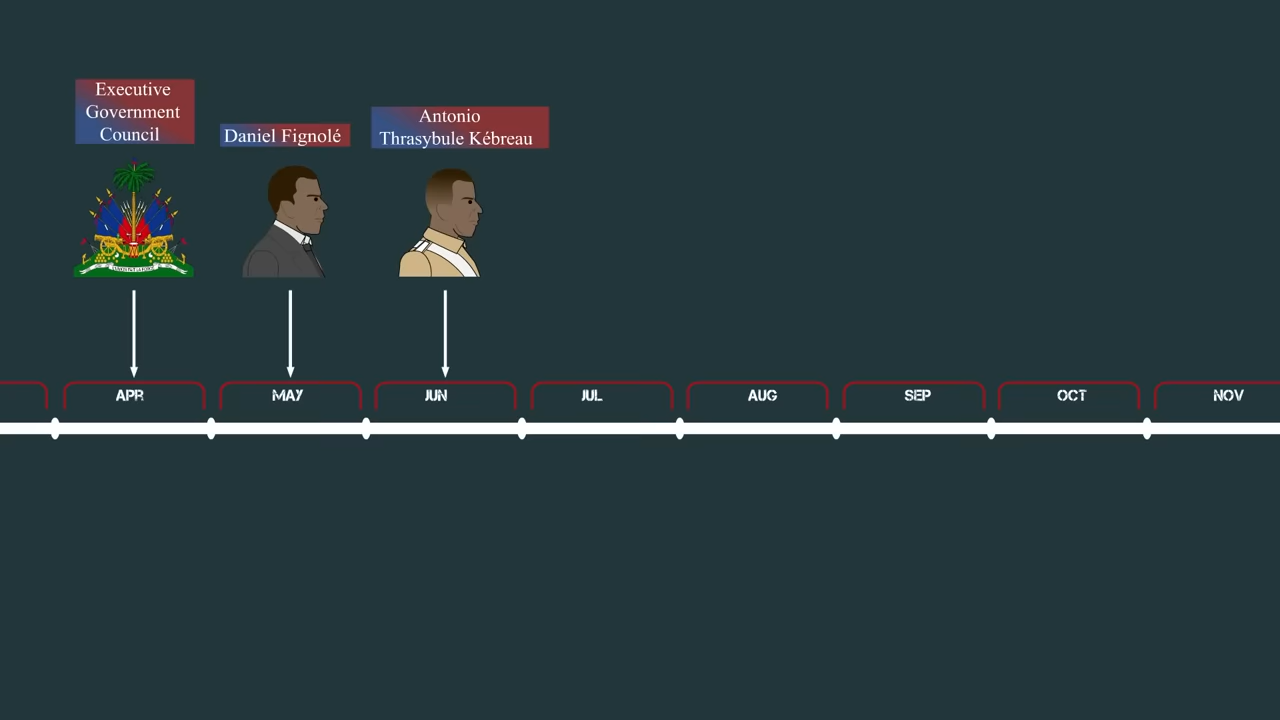 Executive
Government
Council
Daniel Fignolé
Antonio
Thrasybule Kébreau
APR
MAY
JUN
JUL
AUG
SEP
OCT
NOV